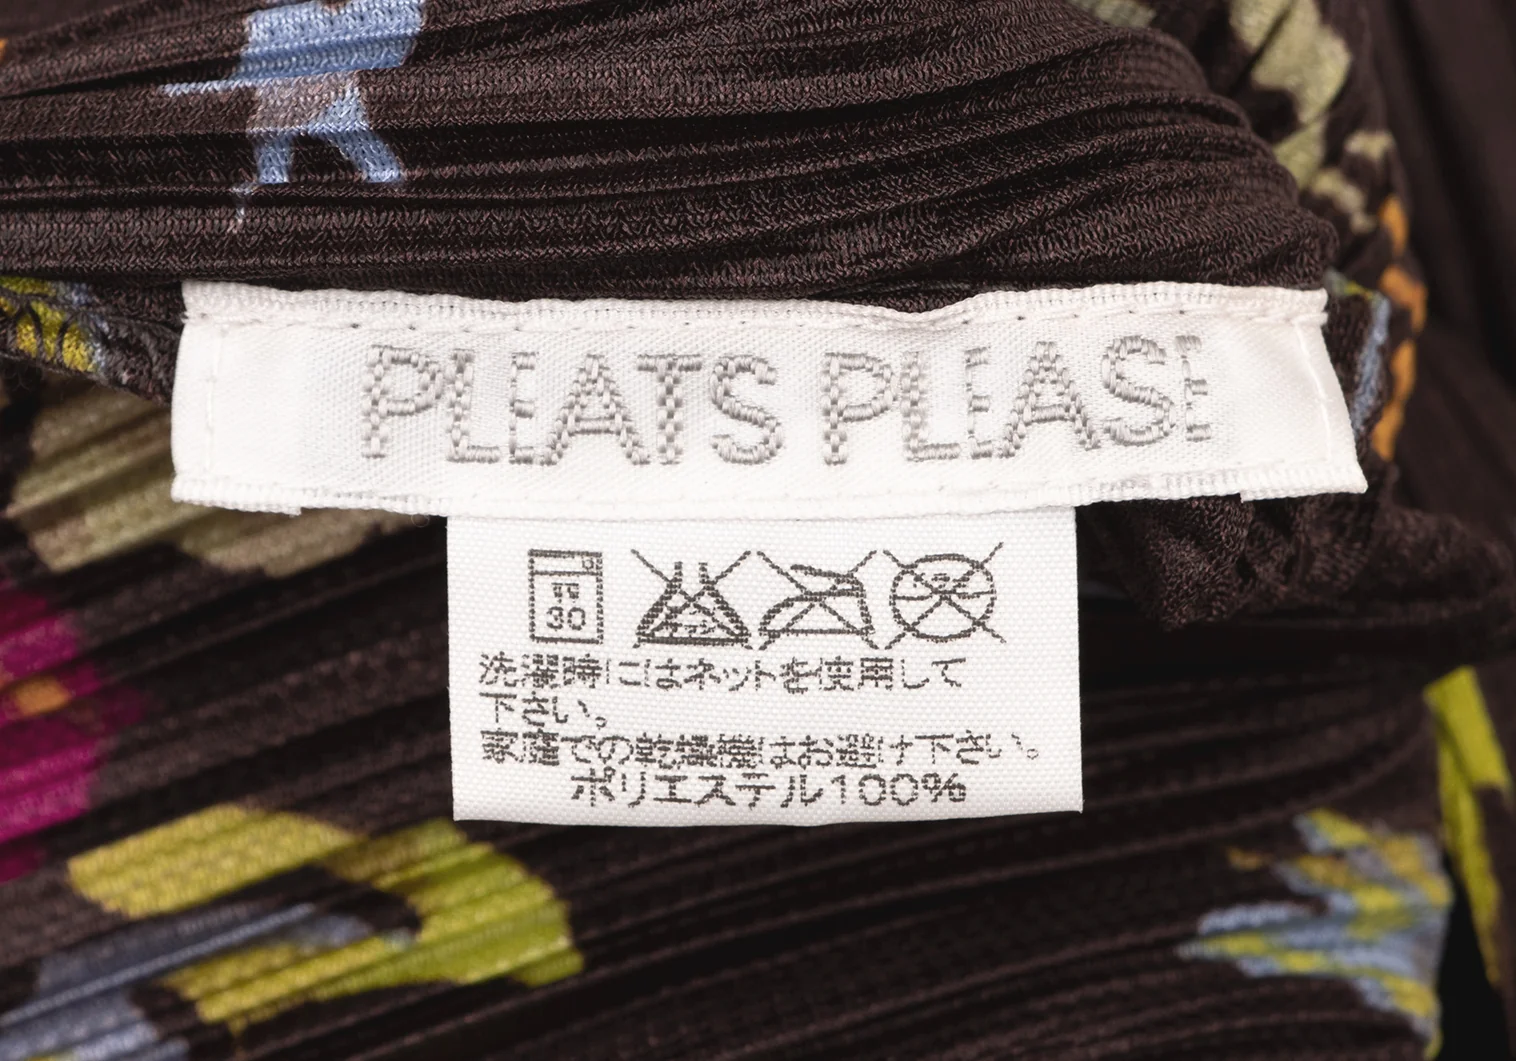 PLEATS PLEASE
弱
30
洗濯時にはネットを使用して
下さい。
家庭での乾燥機はお避け下さい。
ポリエステル100%